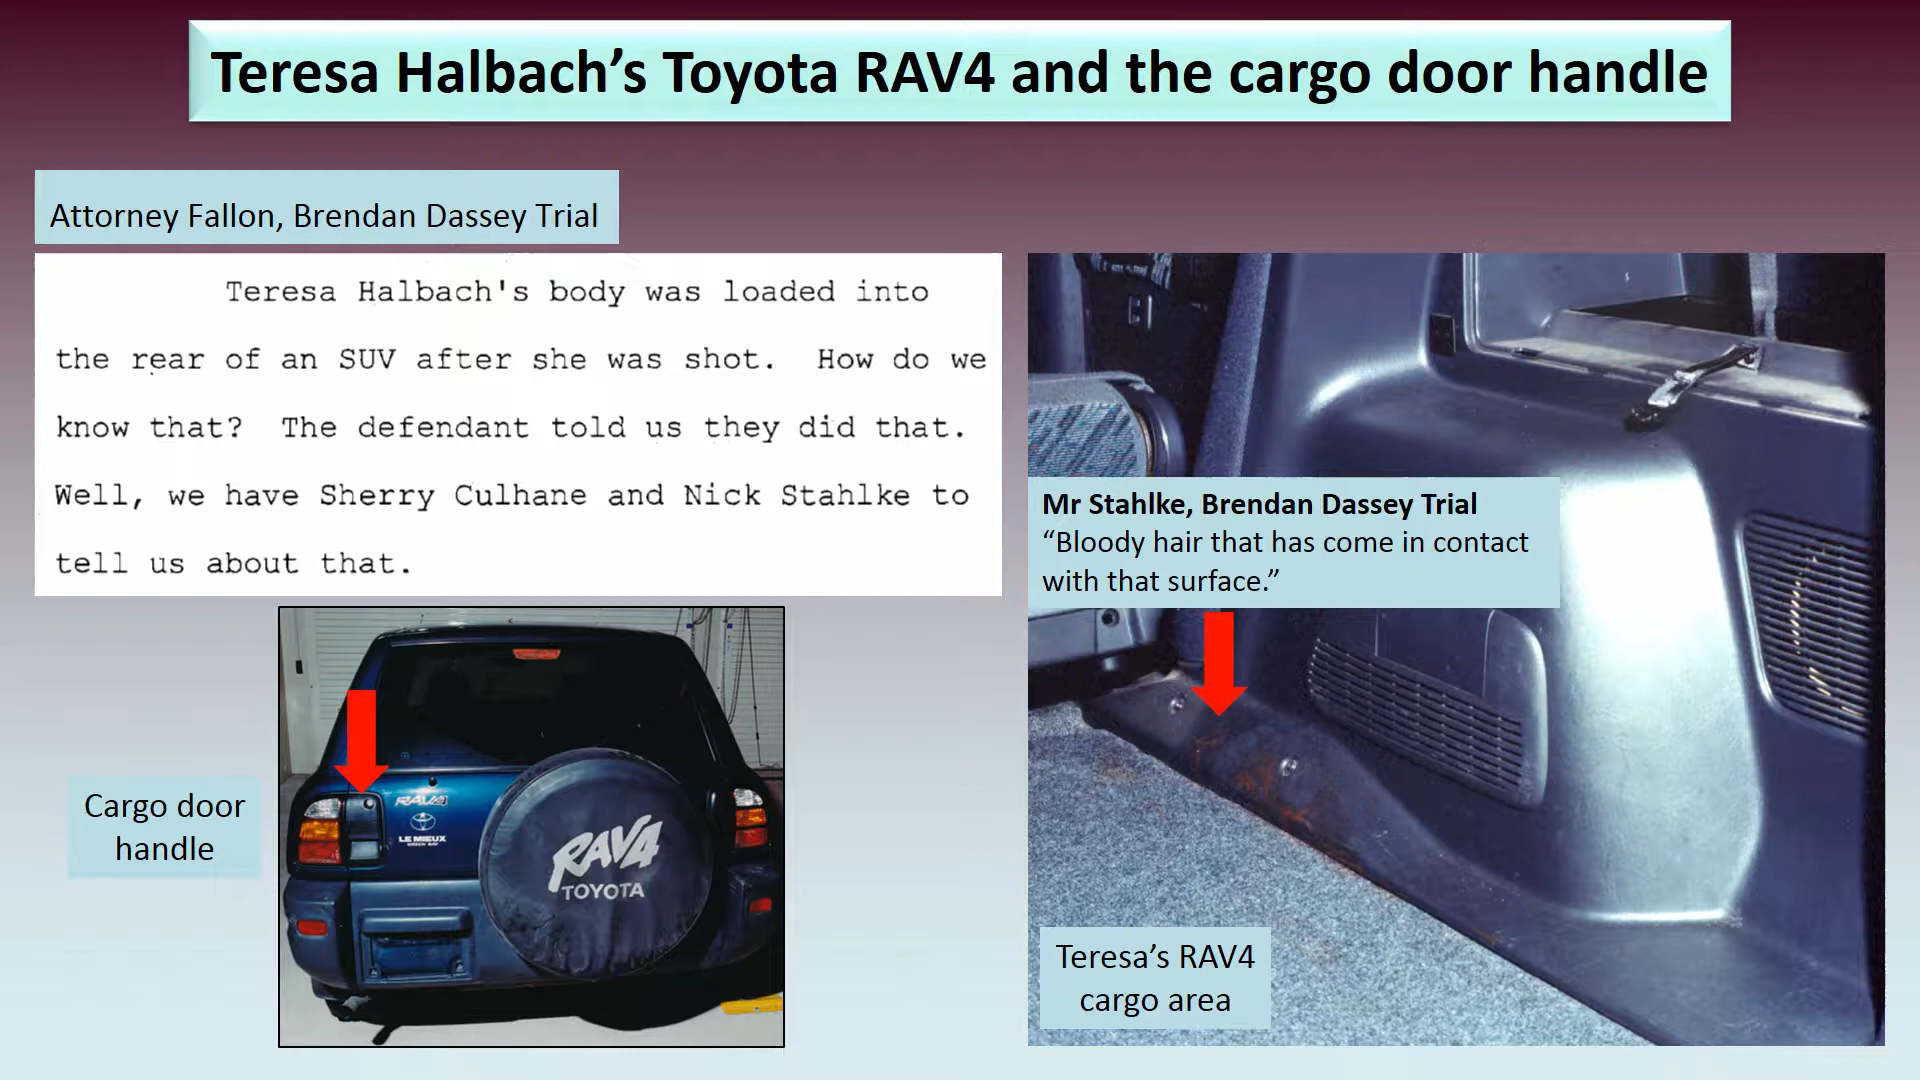 Teresa Halbach’s Toyota RAV4 and the cargo door handle
Attorney Fallon, Brendan Dassey Trial
Teresa Halbach's body was loaded into
the rear of an SUV after she was shot. How do we
know that? The defendant told us they did that.
Well, we have Sherry Culhane and Nick Stahlke to
tell us about that.
Mr Stahlke, Brendan Dassey Trial
“Bloody hair that has come in contact
with that surface.”
Cargo door
handle
RAV4
LE MIEUX
GREEN BAY
RAV4
TOYOTA
Teresa’s RAV4
cargo area